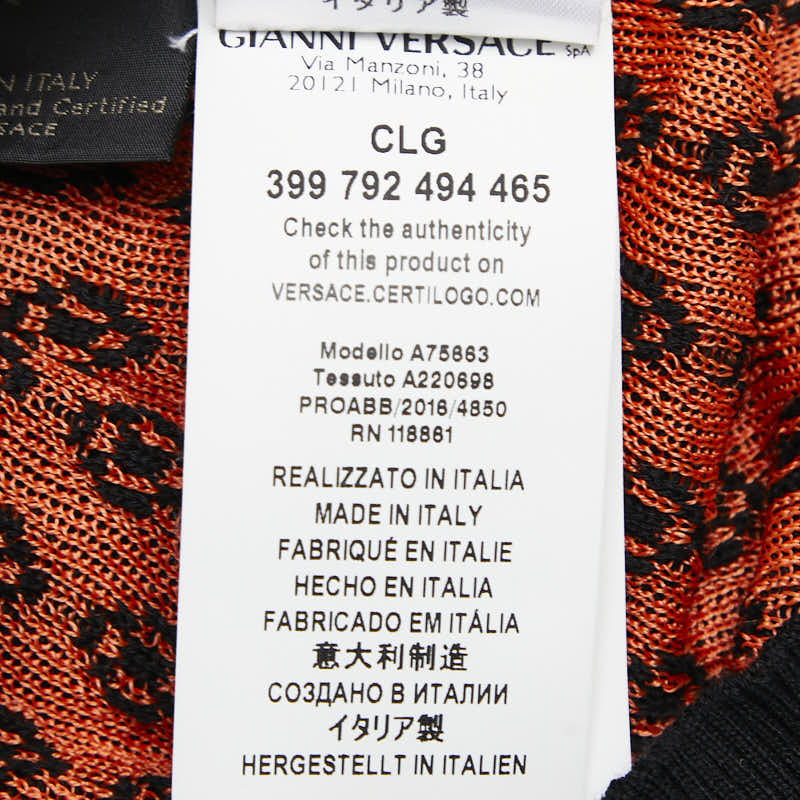 イタリア製
GIANNI VERSACE SpA
Via Manzoni, 38
20121 Milano, Italy
N ITALY
and Certified
SACE
CLG
399 792 494 465
Check the authenticity
of this product on
VERSACE.CERTILOGO.COM
Modello A75663
Tessuto A220698
PROABB/2016/4850
RN 118861
REALIZZATO IN ITALIA
MADE IN ITALY
FABRIQUÉ EN ITALIE
HECHO EN ITALIA
FABRICADO EM ITÁLIA
意大利制造
СОЗДАНО В ИТАЛИИ
イタリア製
HERGESTELLT IN ITALIEN